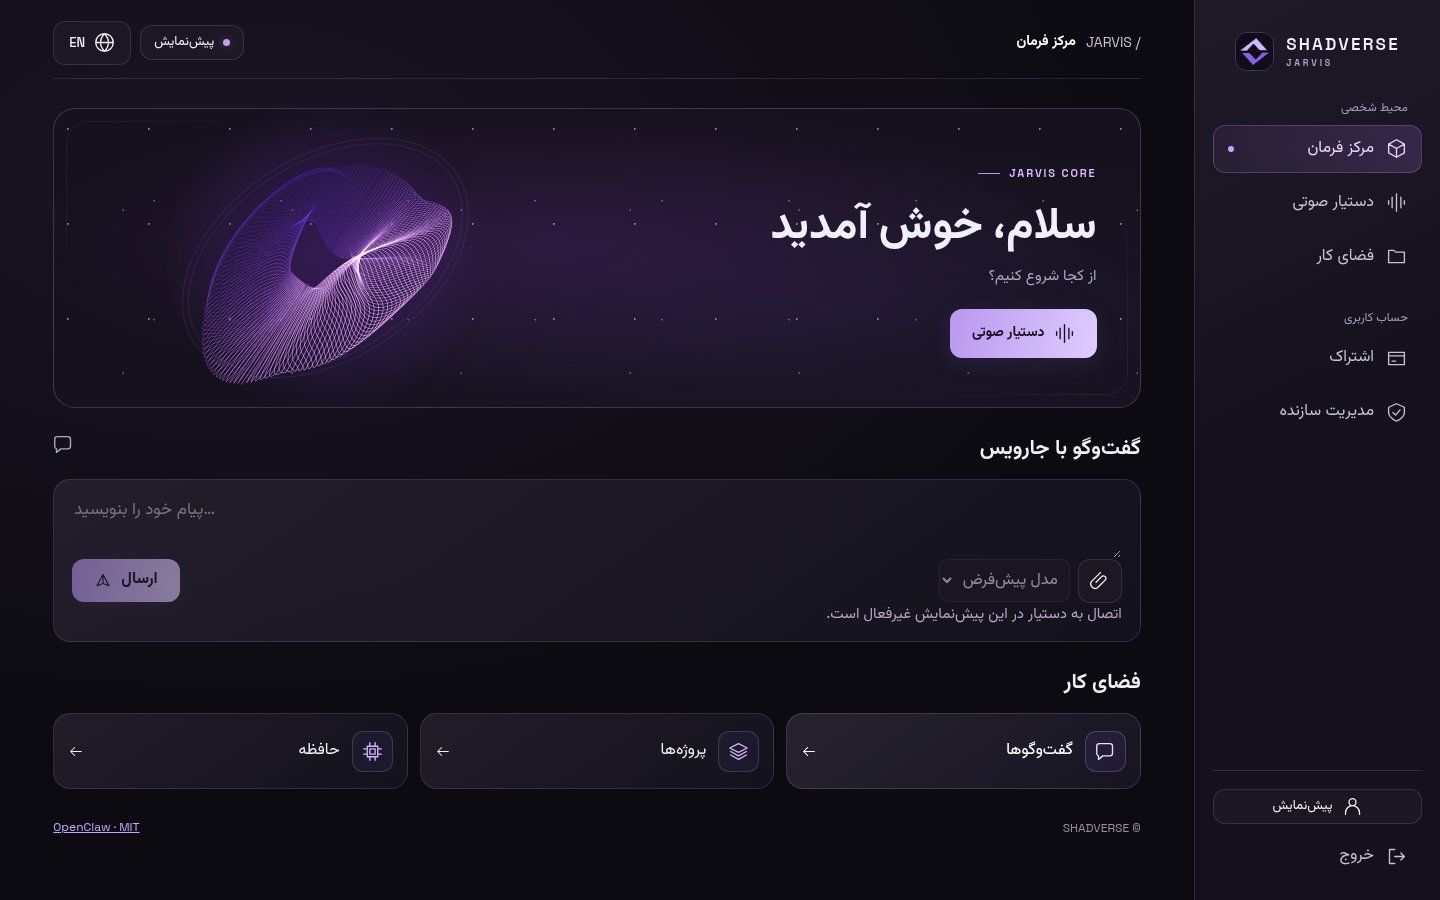 SHADVERSE
JARVIS
محیط شخصی
مرکز فرمان
دستیار صوتی
فضای کار
حساب کاربری
اشتراک
مدیریت سازنده
پیش‌نمایش
خروج
JARVIS / مرکز فرمان
پیش‌نمایش
EN
JARVIS CORE
سلام، خوش آمدید
از کجا شروع کنیم؟
دستیار صوتی
گفت‌وگو با جارویس
پیام خود را بنویسید...
مدل پیش‌فرض
ارسال
اتصال به دستیار در این پیش‌نمایش غیرفعال است.
فضای کار
گفت‌وگوها
پروژه‌ها
حافظه
SHADVERSE ©
OpenClaw · MIT